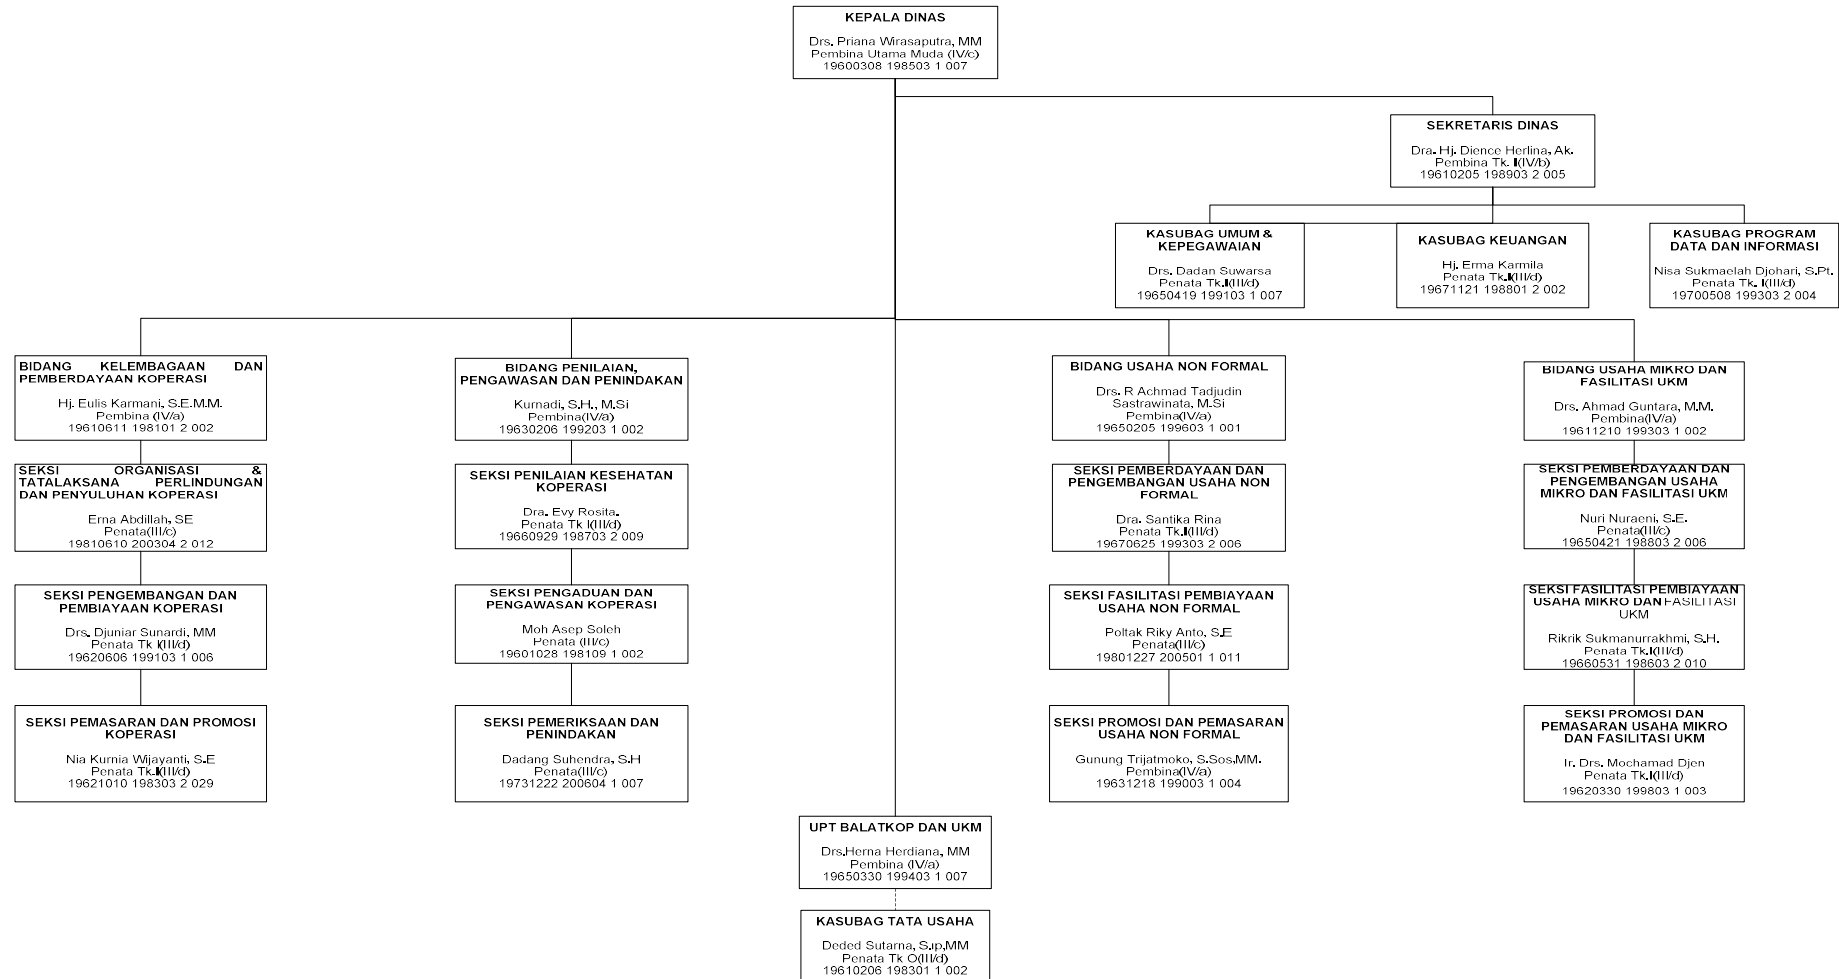 KEPALA DINAS
Drs. Priana Wirasaputra, MM
Pembina Utama Muda (IV/c)
19600308 198503 1 007
SEKRETARIS DINAS
Dra. Hj. Dience Herlina, Ak.
Pembina Tk. I(IV/b)
19610205 198903 2 005
KASUBAG UMUM &
KEPEGAWAIAN
Drs. Dadan Suwarsa
Penata Tk.I(III/d)
19650419 199103 1 007
KASUBAG KEUANGAN
Hj. Erma Karmila
Penata Tk.I(III/d)
19671121 198801 2 002
KASUBAG PROGRAM
DATA DAN INFORMASI
Nisa Sukmaelah Djohari, S.Pt.
Penata Tk. I(III/d)
19700508 199303 2 004
BIDANG KELEMBAGAAN DAN
PEMBERDAYAAN KOPERASI
Hj. Eulis Karmani, S.E.M.M.
Pembina (IV/a)
19610611 198101 2 002
BIDANG PENILAIAN,
PENGAWASAN DAN PENINDAKAN
Kurnadi, S.H., M.Si
Pembina(IV/a)
19630206 199203 1 002
BIDANG USAHA NON FORMAL
Drs. R Achmad Tadjudin
Sastrawinata, M.Si
Pembina(IV/a)
19650205 199603 1 001
BIDANG USAHA MIKRO DAN
FASILITASI UKM
Drs. Ahmad Guntara, M.M.
Pembina(IV/a)
19611210 199303 1 002
SEKSI ORGANISASI &
TATALAKSANA PERLINDUNGAN
DAN PENYULUHAN KOPERASI
Erna Abdillah, SE
Penata(III/c)
19810610 200304 2 012
SEKSI PENILAIAN KESEHATAN
KOPERASI
Dra. Evy Rosita.
Penata Tk I(III/d)
19660929 198703 2 009
SEKSI PEMBERDAYAAN DAN
PENGEMBANGAN USAHA NON
FORMAL
Dra. Santika Rina
Penata Tk.I(III/d)
19670625 199303 2 006
SEKSI PEMBERDAYAAN DAN
PENGEMBANGAN USAHA
MIKRO DAN FASILITASI UKM
Nuri Nuraeni, S.E.
Penata(III/c)
19650421 198803 2 006
SEKSI PENGEMBANGAN DAN
PEMBIAYAAN KOPERASI
Drs. Djuniar Sunardi, MM
Penata Tk I(III/d)
19620606 199103 1 006
SEKSI PENGADUAN DAN
PENGAWASAN KOPERASI
Moh Asep Soleh
Penata (III/c)
19601028 198109 1 002
SEKSI FASILITASI PEMBIAYAAN
USAHA NON FORMAL
Poltak Riky Anto, S.E
Penata(III/c)
19801227 200501 1 011
SEKSI FASILITASI PEMBIAYAAN
USAHA MIKRO DAN FASILITASI
UKM
Rikrik Sukmanurrakhmi, S.H.
Penata Tk.I(III/d)
19660531 198603 2 010
SEKSI PEMASARAN DAN PROMOSI
KOPERASI
Nia Kurnia Wijayanti, S.E
Penata Tk.I(III/d)
19621010 198303 2 029
SEKSI PEMERIKSAAN DAN
PENINDAKAN
Dadang Suhendra, S.H
Penata(III/c)
19731222 200604 1 007
SEKSI PROMOSI DAN PEMASARAN
USAHA NON FORMAL
Gunung Trijatmoko, S.Sos,MM.
Pembina(IV/a)
19631218 199003 1 004
SEKSI PROMOSI DAN
PEMASARAN USAHA MIKRO
DAN FASILITASI UKM
Ir. Drs. Mochamad Djen
Penata Tk.I(III/d)
19620330 199803 1 003
UPT BALATKOP DAN UKM
Drs.Herna Herdiana, MM
Pembina (IV/a)
19650330 199403 1 007
KASUBAG TATA USAHA
Deded Sutarna, S.ip,MM
Penata Tk O(III/d)
19610206 198301 1 002